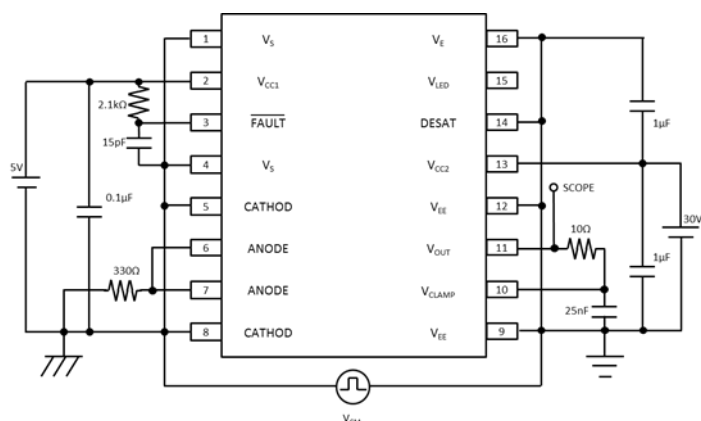 1 V_S V_E 16
2 V_CC1 V_LED 15
2.1kΩ
3 FAULT DESAT 14
15pF
1µF
4 V_S V_CC2 13
5V
0.1µF
5 CATHOD V_EE 12
SCOPE
30V
10Ω
6 ANODE V_OUT 11
330Ω
1µF
7 ANODE V_CLAMP 10
25nF
8 CATHOD V_EE 9